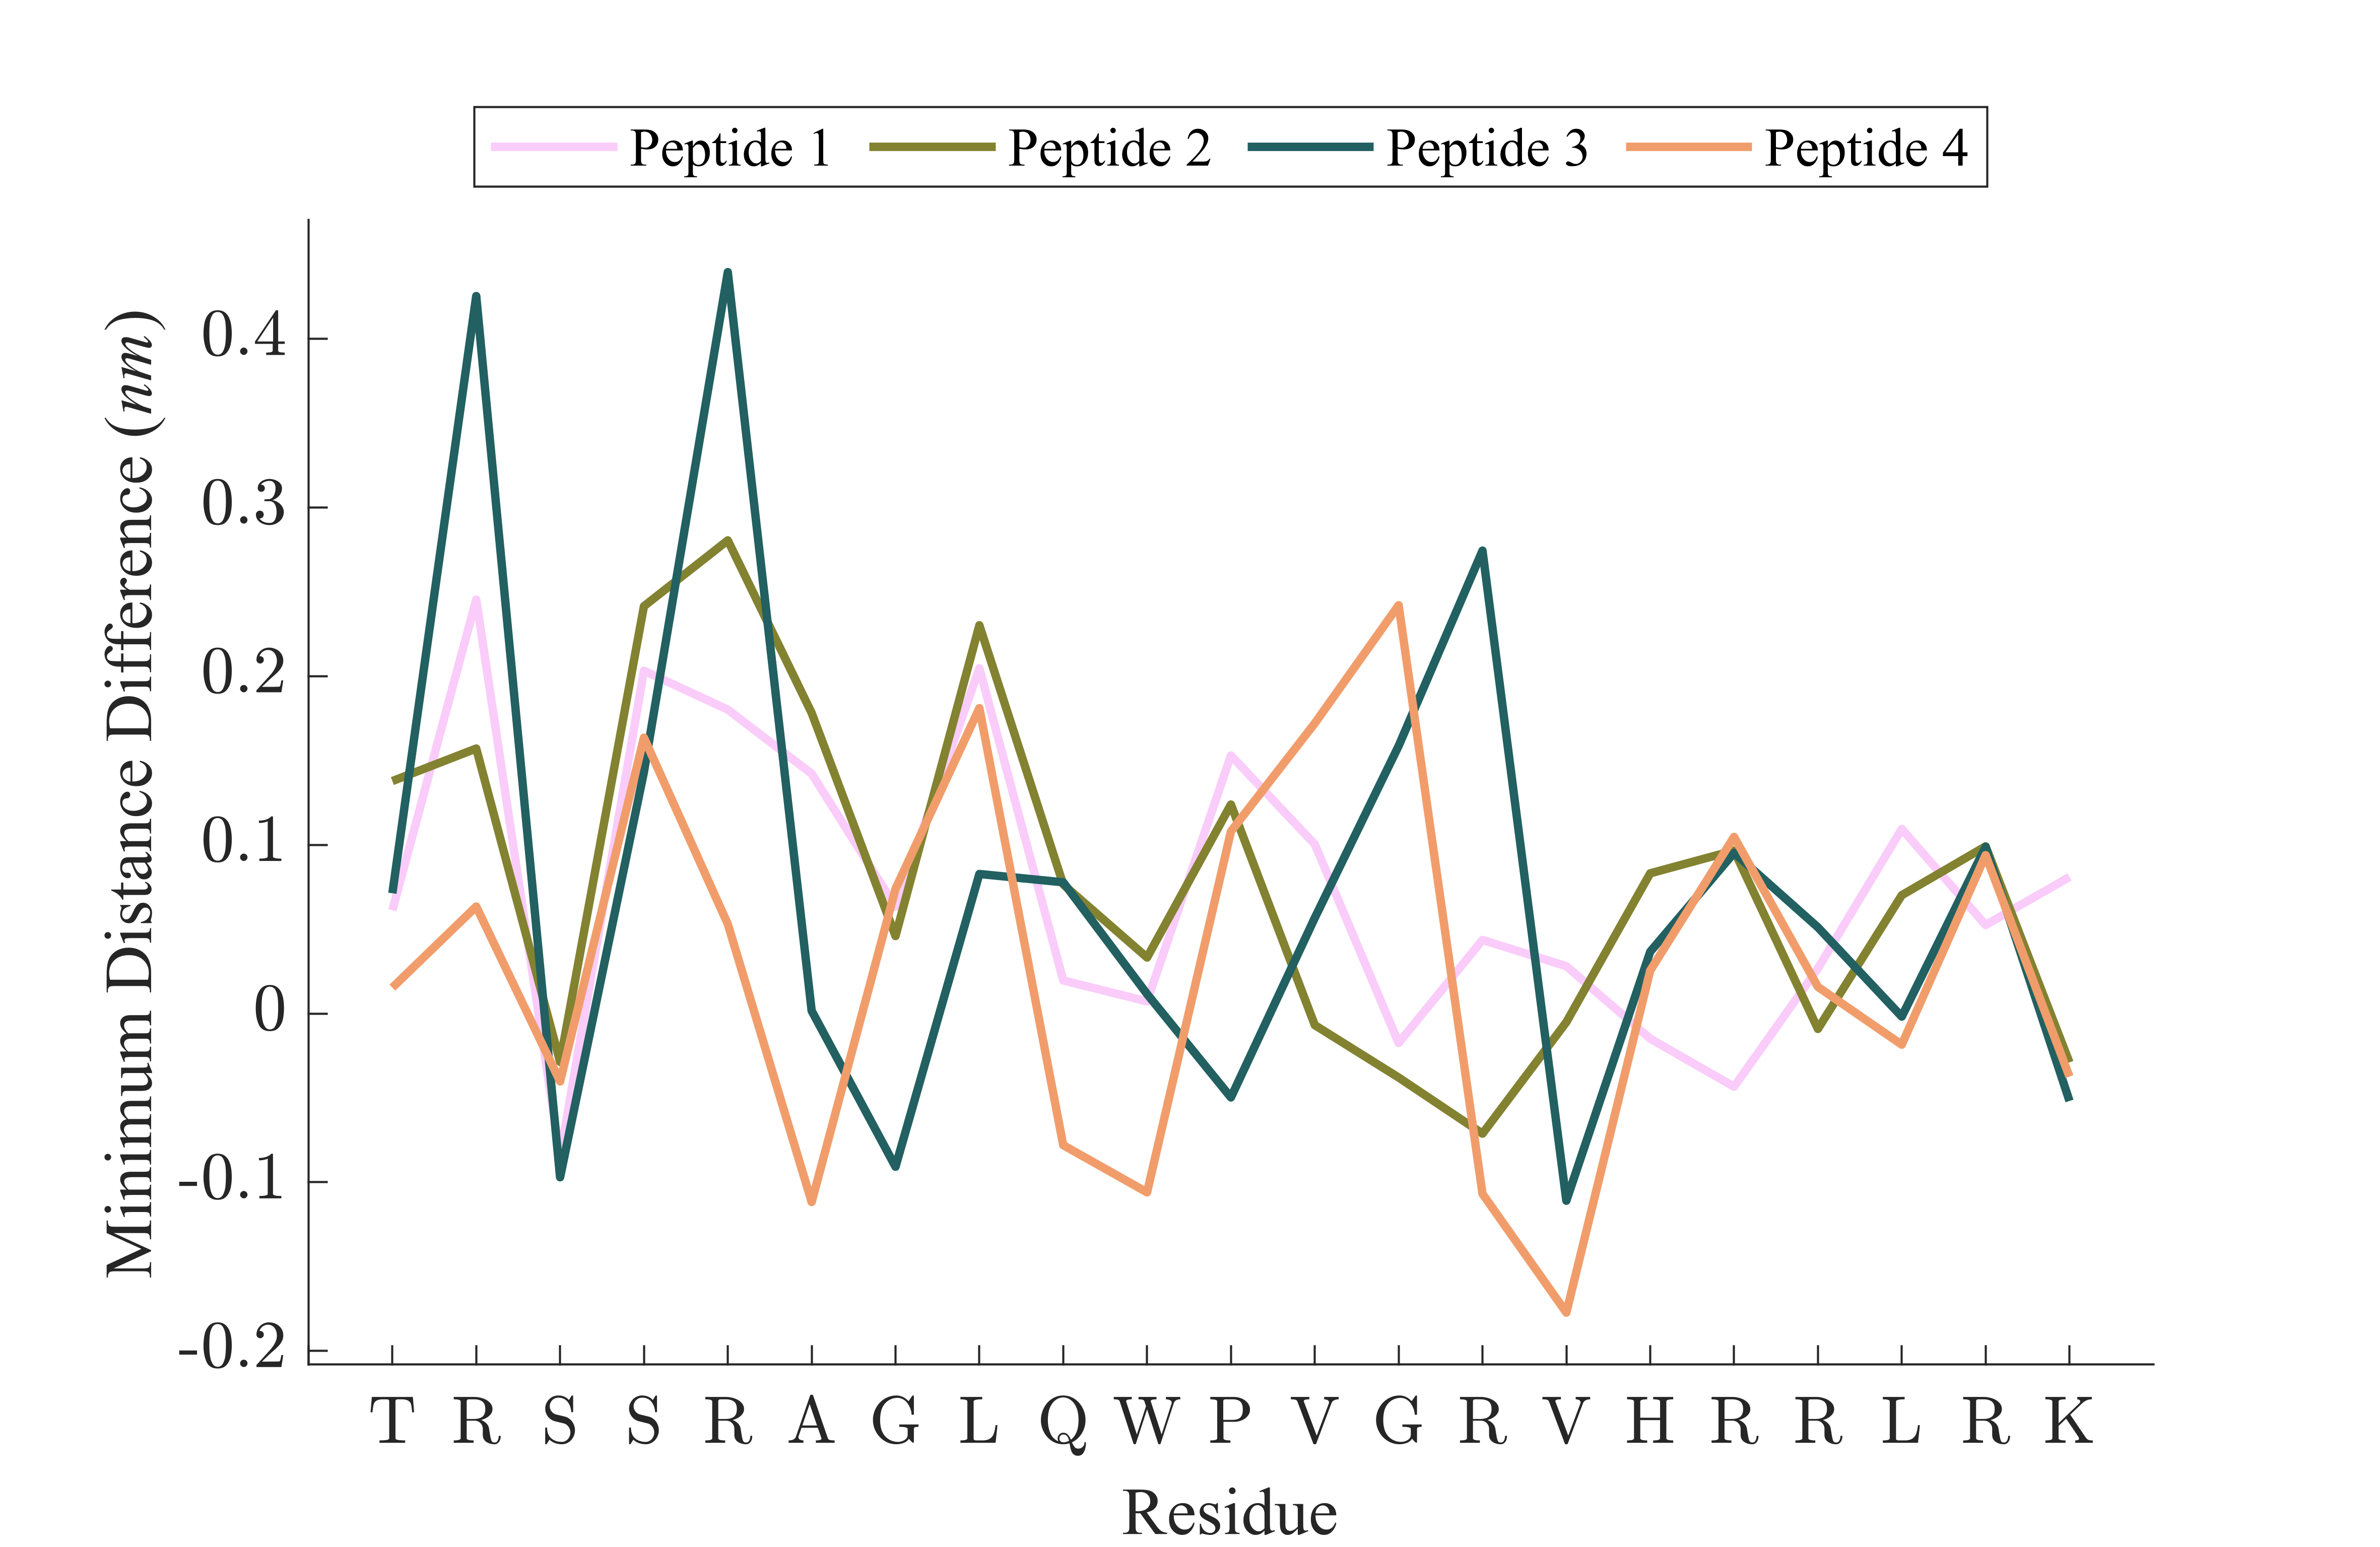 Peptide 1 Peptide 2 Peptide 3 Peptide 4
Minimum Distance Difference (nm)
0.4
0.3
0.2
0.1
0
-0.1
-0.2
T R S S R A G L Q W P V G R V H R R L R K
Residue